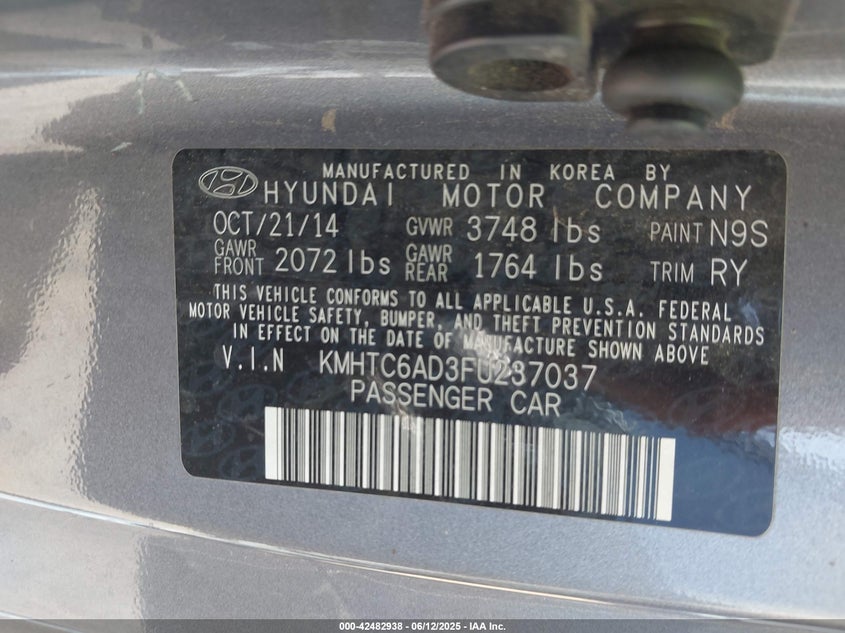 MANUFACTURED IN KOREA BY
HYUNDAI MOTOR COMPANY
OCT/21/14 GVWR 3748 lbs PAINT N9S
GAWR FRONT 2072 lbs GAWR REAR 1764 lbs TRIM RY
THIS VEHICLE CONFORMS TO ALL APPLICABLE U.S.A. FEDERAL
MOTOR VEHICLE SAFETY, BUMPER, AND THEFT PREVENTION STANDARDS
IN EFFECT ON THE DATE OF MANUFACTURE SHOWN ABOVE
V.I.N KMHTC6AD3FU237037
PASSENGER CAR
000-42482938 - 06/12/2025 - IAA Inc.